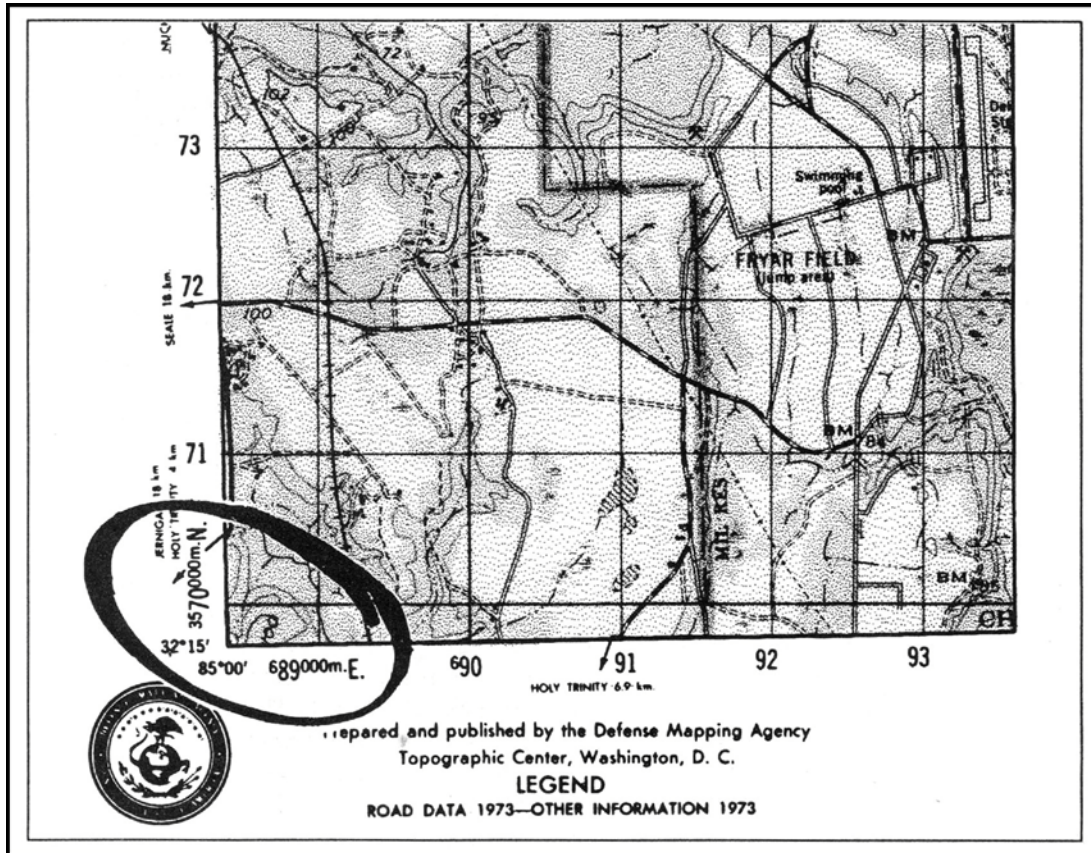 72
102
100
95
73
Swimming
pool
BM
FRYAR FIELD
(Jump area)
72
SEALE 18 km.
100
BM
84
71
MIL RES
HOLY TRINITY 4 km
3570000m.N.
BM
32°15'
85°00' 689000m.E.
690 91 92 93
HOLY TRINITY 6.9 km.
Prepared and published by the Defense Mapping Agency
Topographic Center, Washington, D. C.
LEGEND
ROAD DATA 1973—OTHER INFORMATION 1973